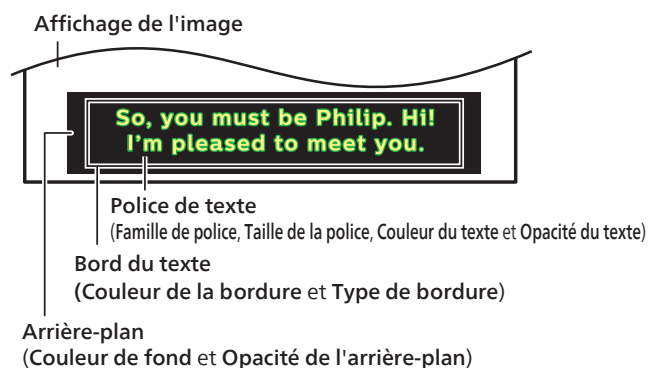 Affichage de l'image
So, you must be Philip. Hi!
I'm pleased to meet you.
Police de texte
(Famille de police, Taille de la police, Couleur du texte et Opacité du texte)
Bord du texte
(Couleur de la bordure et Type de bordure)
Arrière-plan
(Couleur de fond et Opacité de l'arrière-plan)